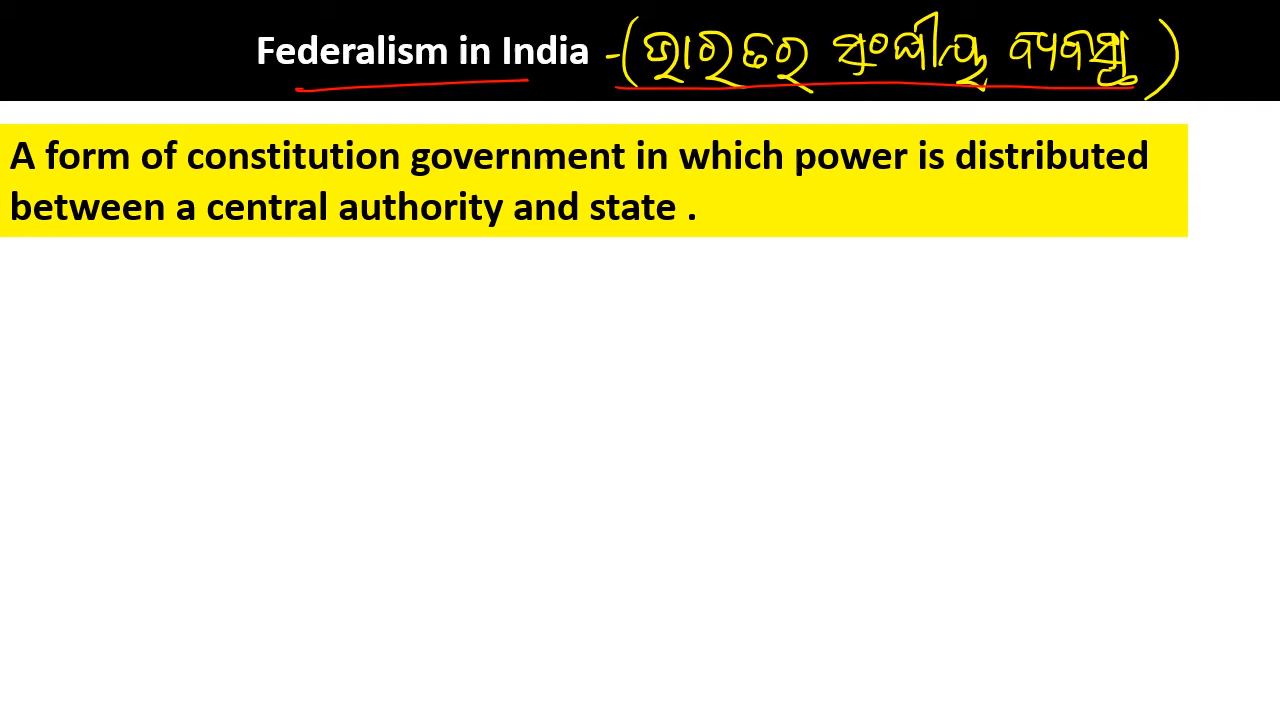 Federalism in India - (ଭାରତର ସଂଘୀୟ ବ୍ୟବସ୍ଥା)
A form of constitution government in which power is distributed
between a central authority and state .